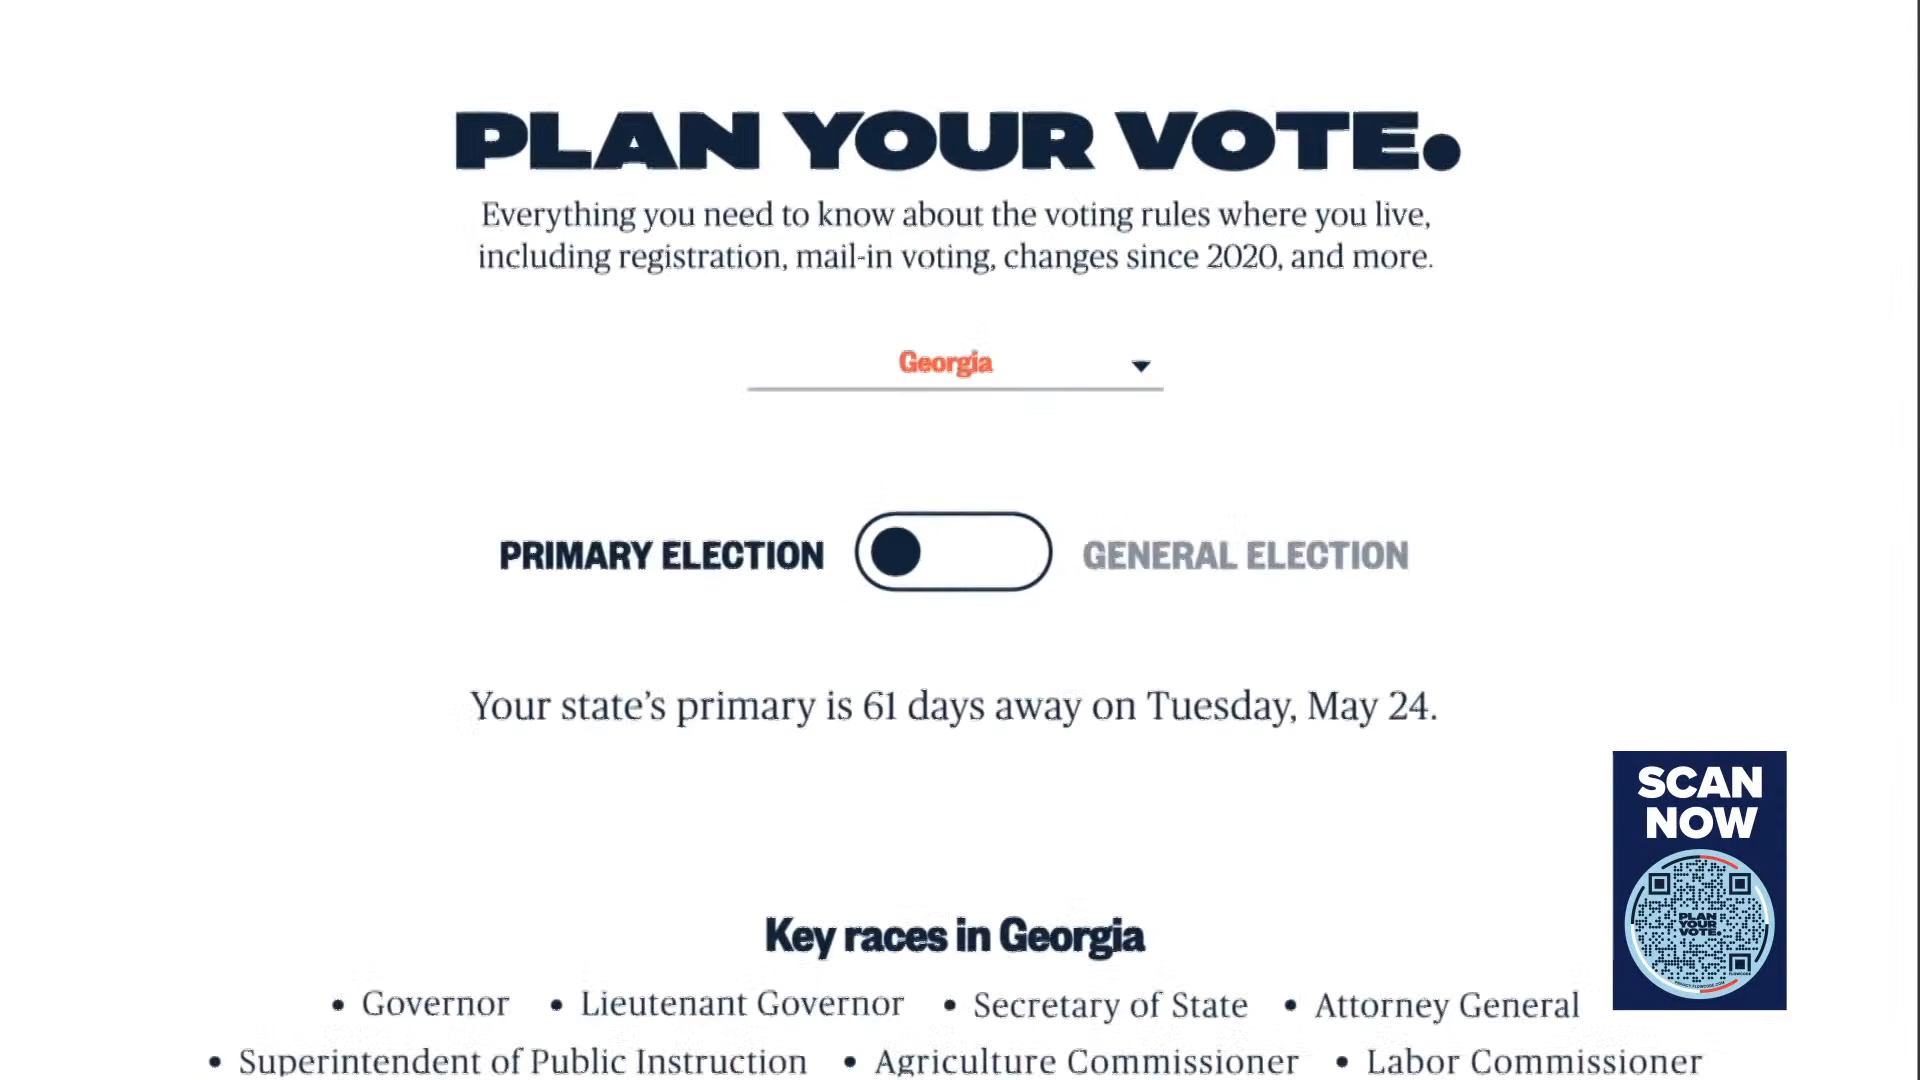 PLAN YOUR VOTE.
Everything you need to know about the voting rules where you live,
including registration, mail-in voting, changes since 2020, and more.
Georgia
PRIMARY ELECTION
GENERAL ELECTION
Your state's primary is 61 days away on Tuesday, May 24.
SCAN
NOW
PLAN
YOUR
VOTE.
Key races in Georgia
• Governor • Lieutenant Governor • Secretary of State • Attorney General
• Superintendent of Public Instruction • Agriculture Commissioner • Labor Commissioner